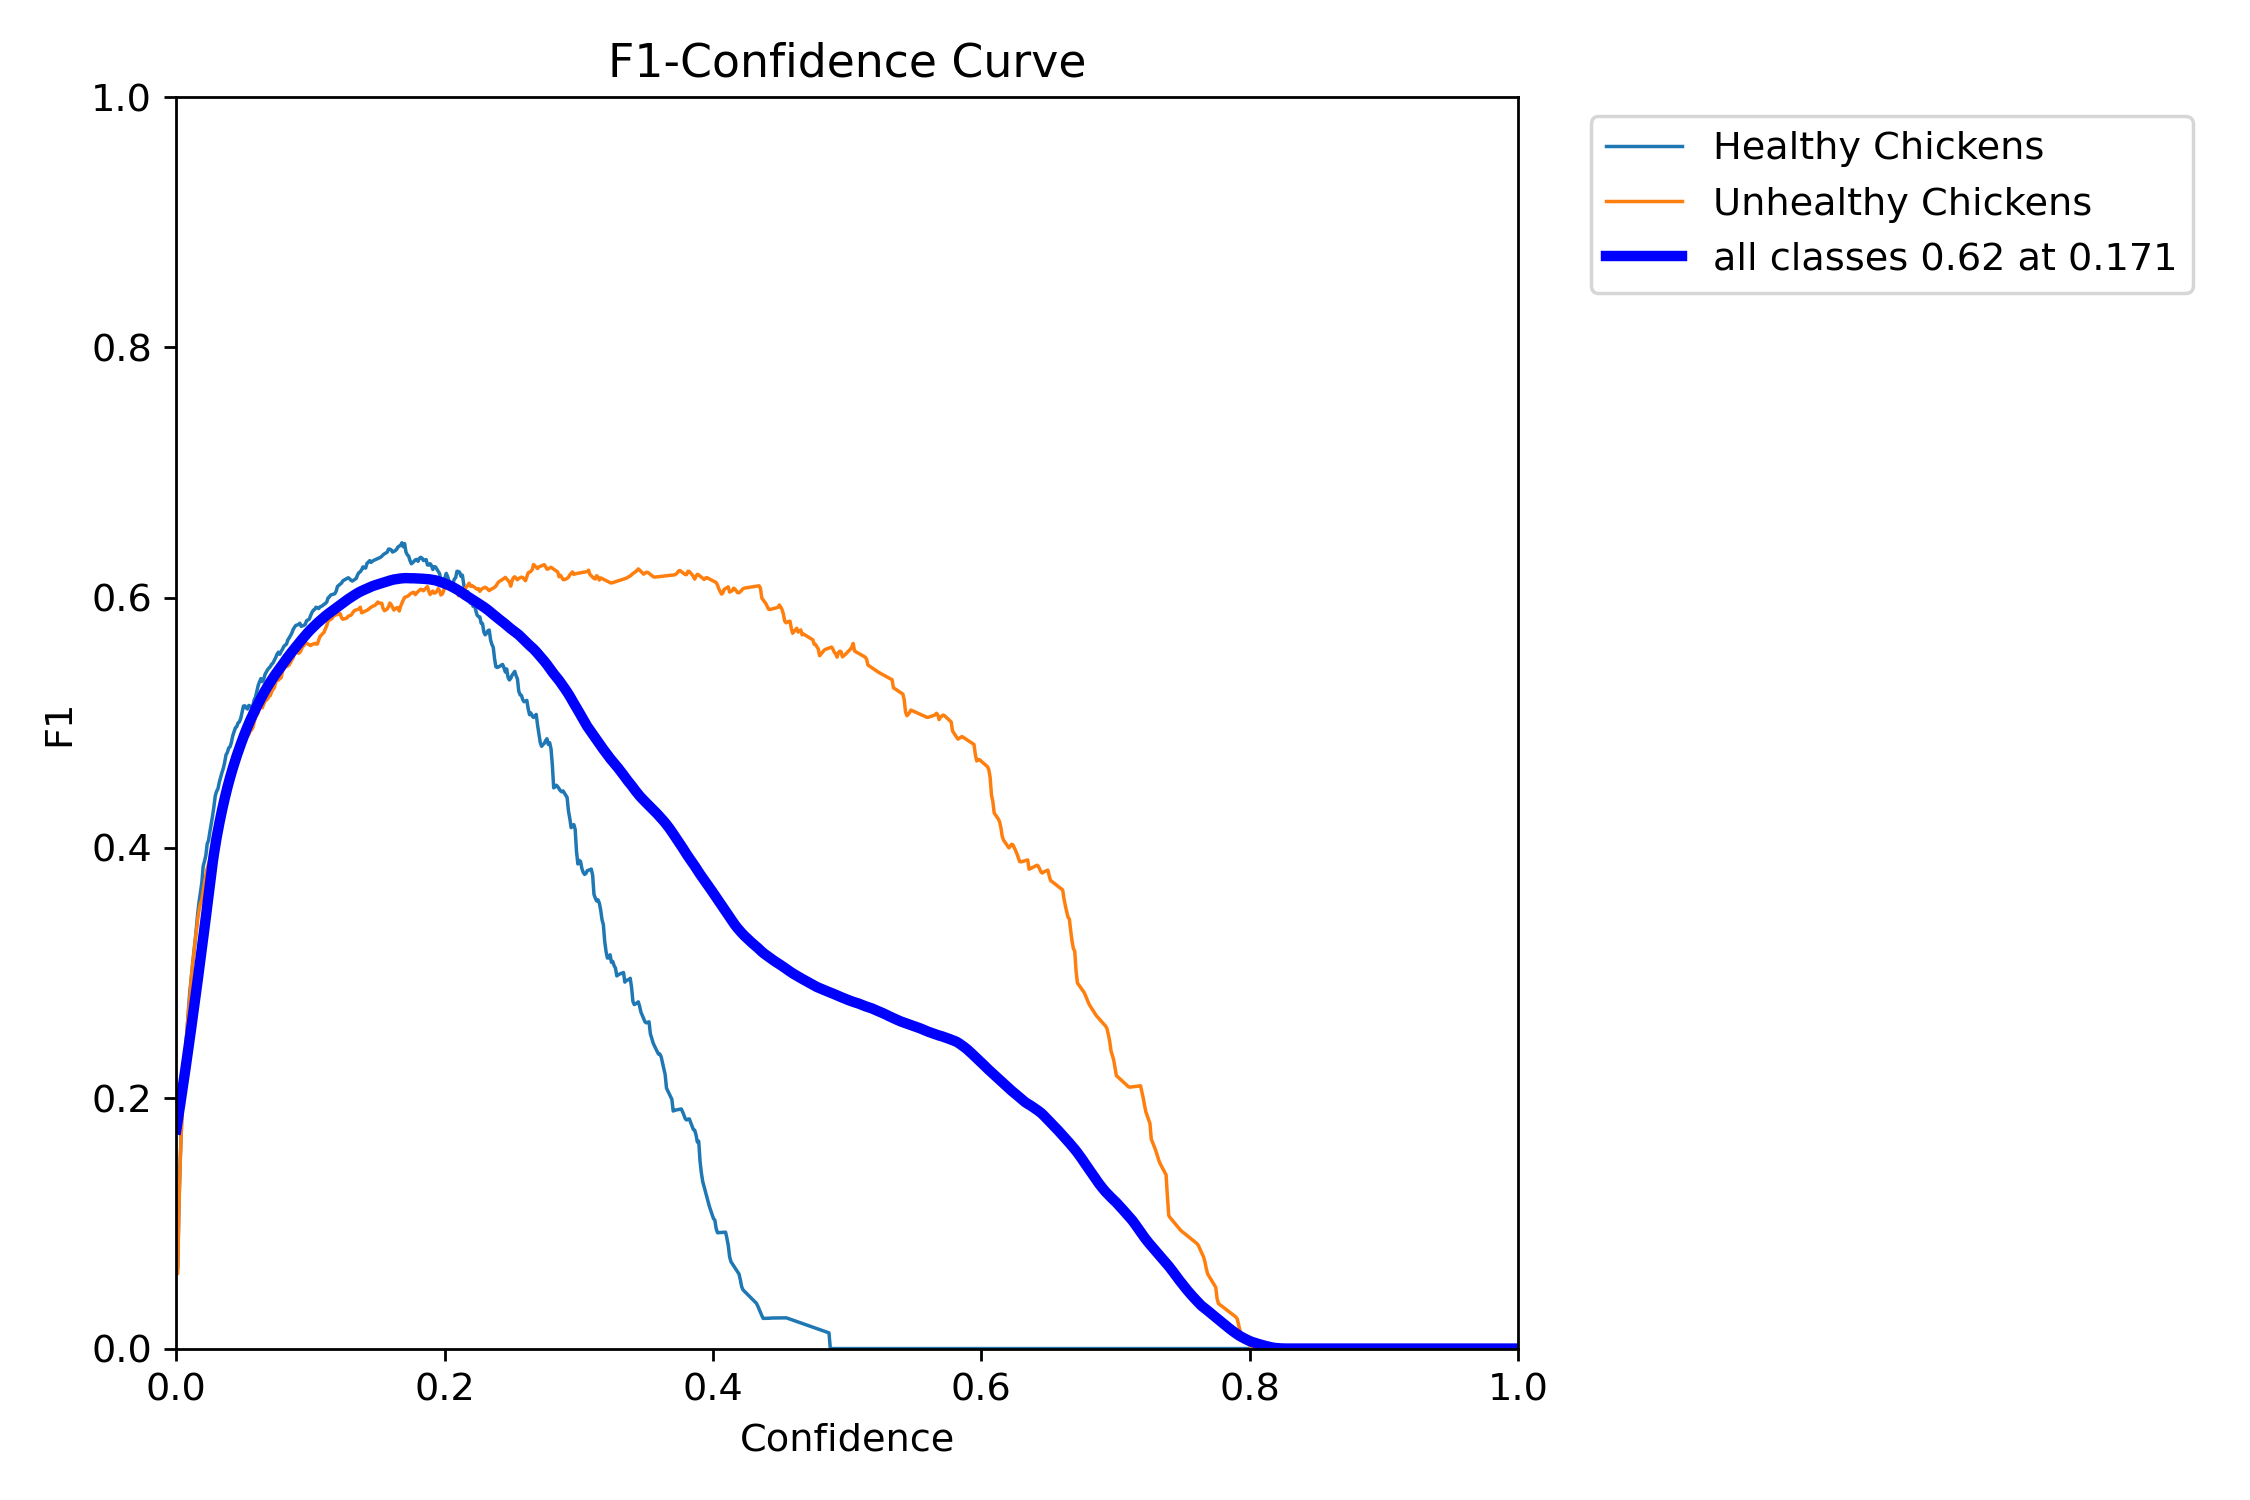 F1-Confidence Curve
1.0
0.8
0.6
0.4
0.2
0.0
F1
0.0 0.2 0.4 0.6 0.8 1.0
Confidence
Healthy Chickens
Unhealthy Chickens
all classes 0.62 at 0.171